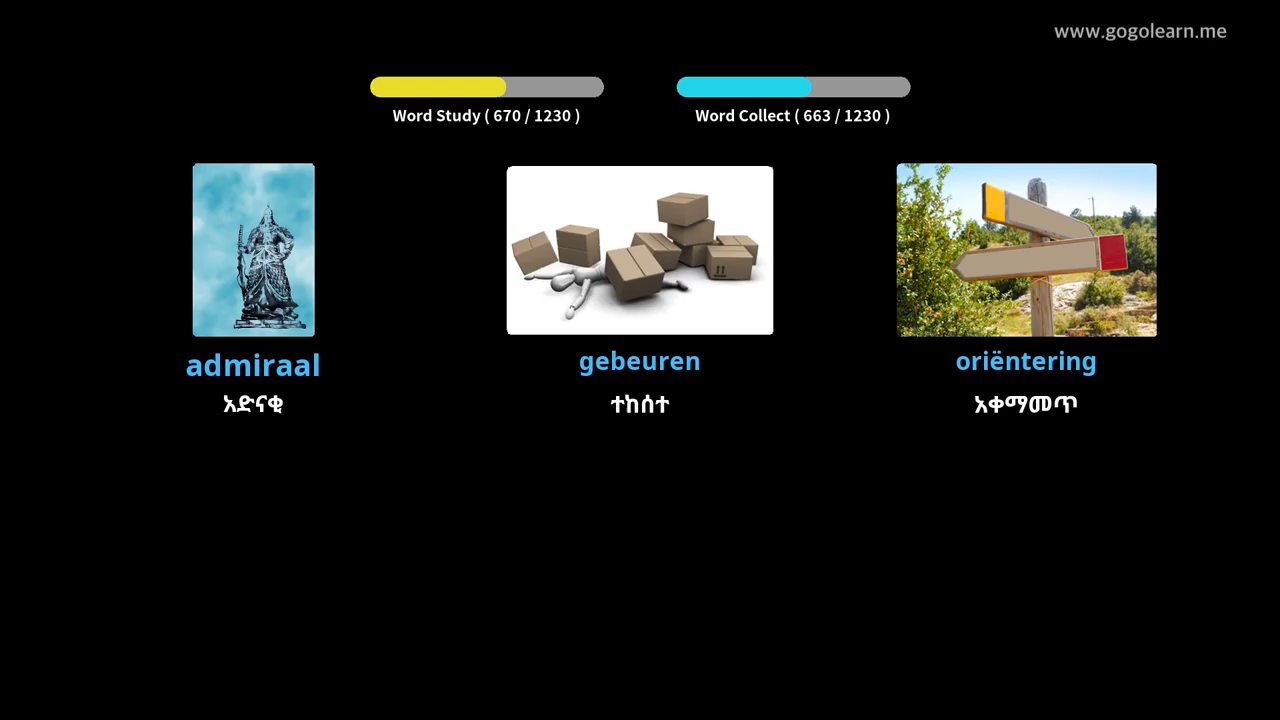 www.gogolearn.me
Word Study ( 670 / 1230 )
Word Collect ( 663 / 1230 )
admiraal
gebeuren
oriëntering
አድናቂ
ተከሰተ
አቀማመጥ